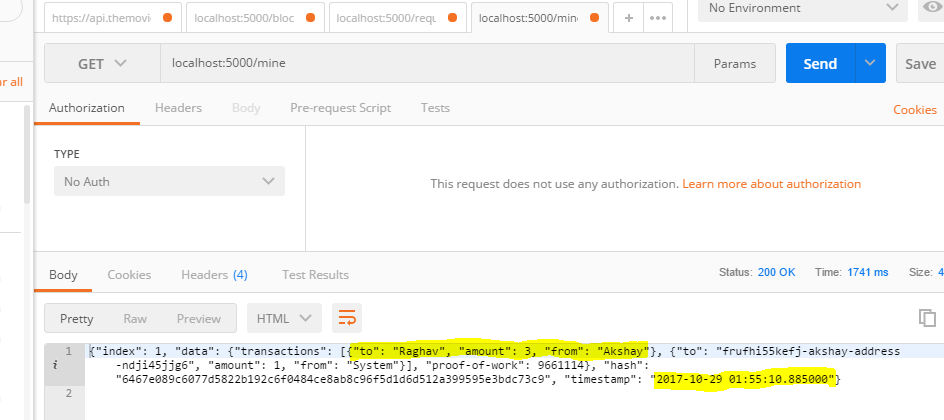 https://api.themovi
localhost:5000/bloc
localhost:5000/requ
localhost:5000/mine
+
•••
No Environment
GET
localhost:5000/mine
Params
Send
Save
r all
Authorization
Headers
Body
Pre-request Script
Tests
Cookies
TYPE
No Auth
This request does not use any authorization. Learn more about authorization
Body
Cookies
Headers (4)
Test Results
Status: 200 OK
Time: 1741 ms
Size: 4
Pretty
Raw
Preview
HTML
1 {"index": 1, "data": {"transactions": [{"to": "Raghav", "amount": 3, "from": "Akshay"}, {"to": "frufhi55kefj-akshay-address
i -ndji45jjg6", "amount": 1, "from": "System"}], "proof-of-work": 9661114}, "hash":
"6467e089c6077d5822b192c6f0484ce8ab8c96f5d1d6d512a399595e3bdc73c9", "timestamp": "2017-10-29 01:55:10.885000"}
2